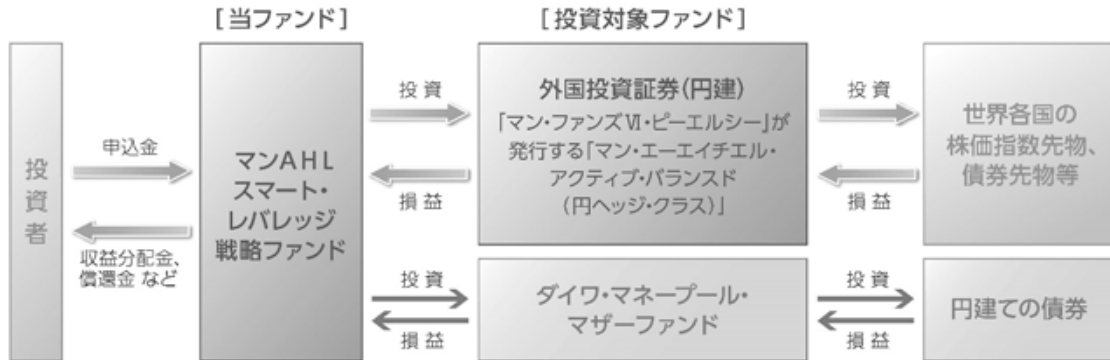 [当ファンド]
[投資対象ファンド]
投資者
申込金
収益分配金、
償還金 など
マンAHL
スマート・
レバレッジ
戦略ファンド
投 資
損 益
外国投資証券(円建)
「マン・ファンズⅥ・ピーエルシー」が
発行する「マン・エーエイチエル・
アクティブ・バランスド
(円ヘッジ・クラス)」
投 資
損 益
世界各国の
株価指数先物、
債券先物等
投 資
損 益
ダイワ・マネープール・
マザーファンド
投 資
損 益
円建ての債券